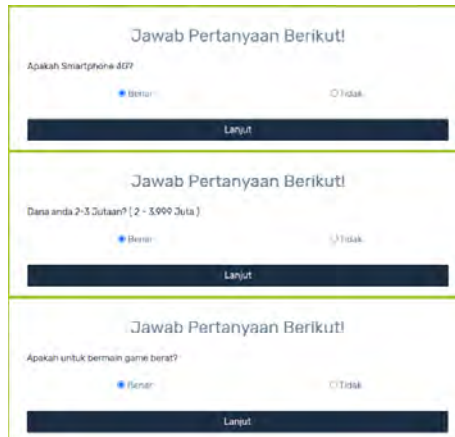 Jawab Pertanyaan Berikut!
Apakah Smartphone 4G?
Benar Tidak
Lanjut
Jawab Pertanyaan Berikut!
Dana anda 2-3 Jutaan? ( 2 - 3.999 Juta )
Benar Tidak
Lanjut
Jawab Pertanyaan Berikut!
Apakah untuk bermain game berat?
Benar Tidak
Lanjut